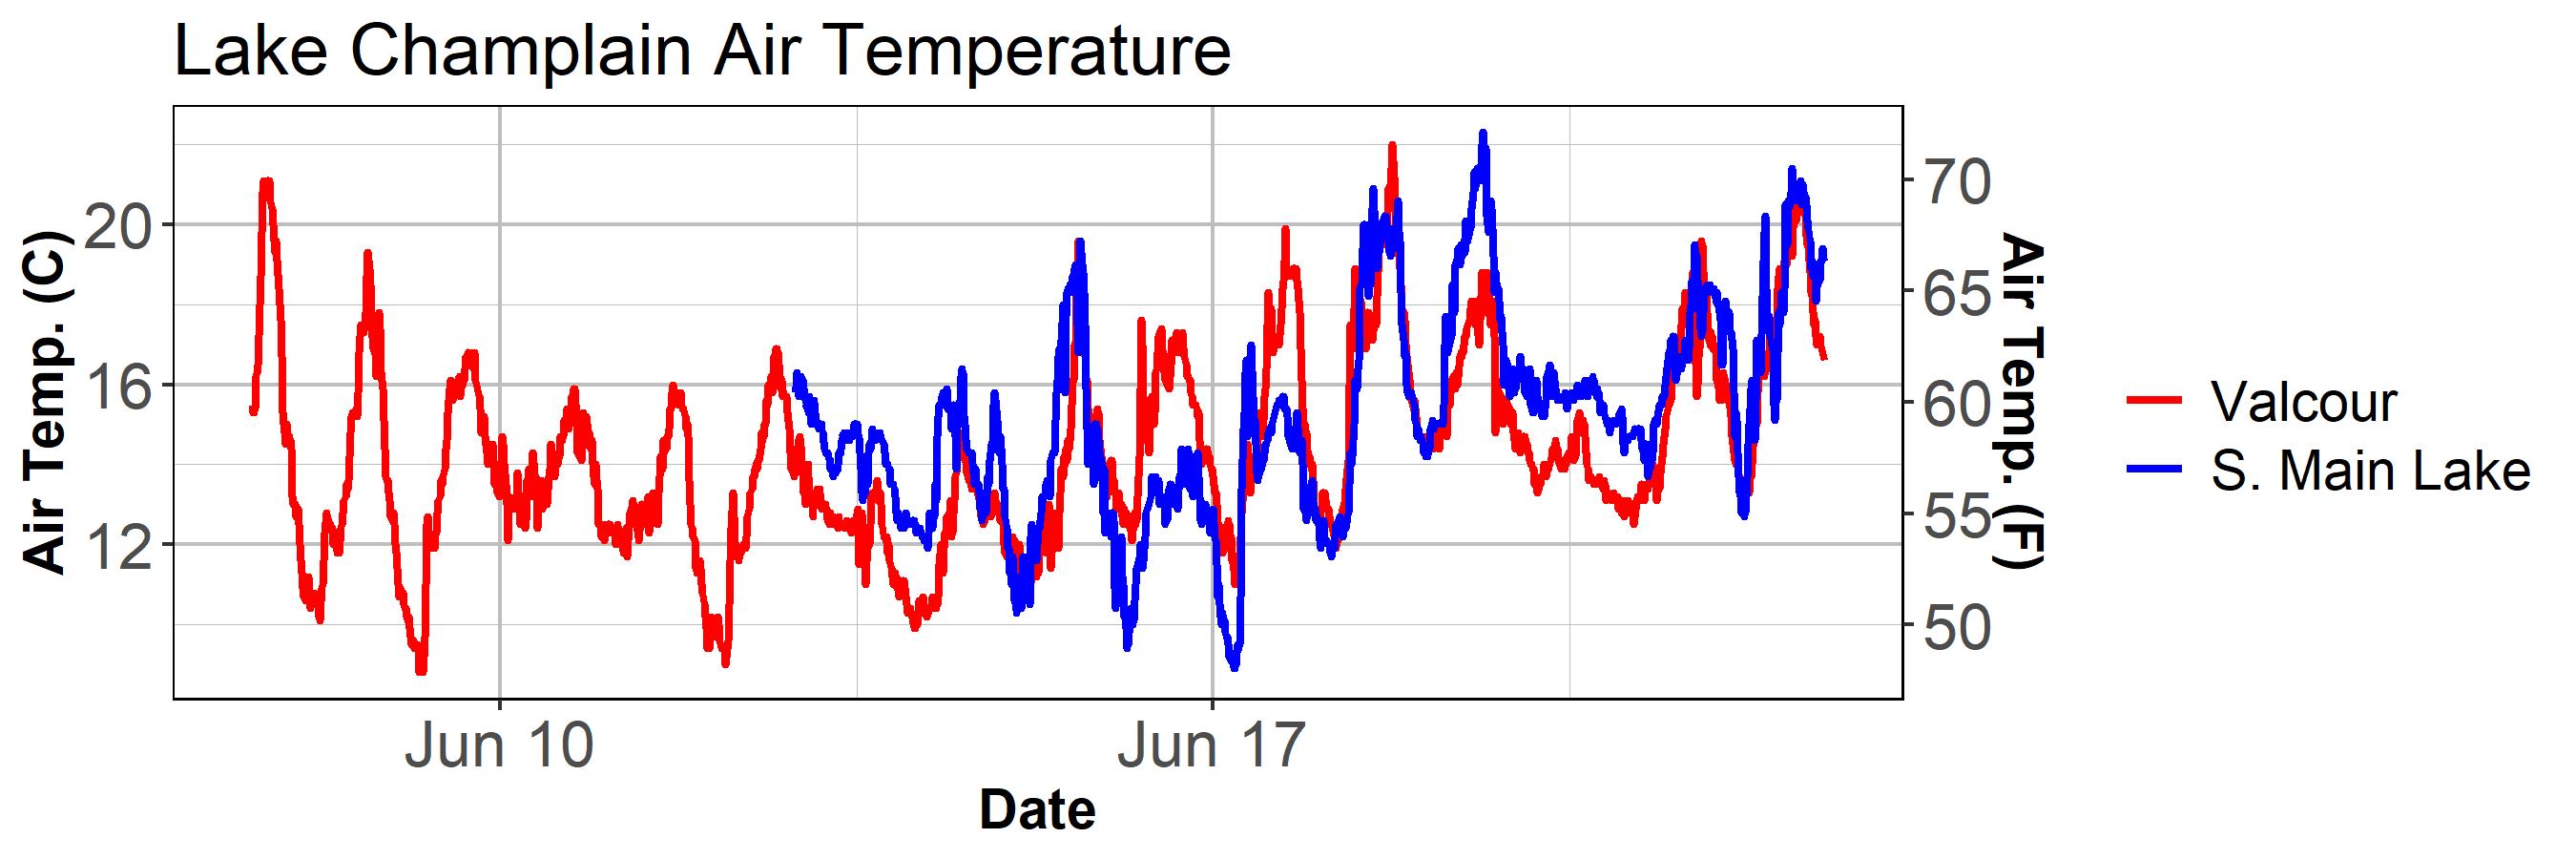 Lake Champlain Air Temperature
Air Temp. (C)
20
16
12
70
65
60
55
50
Air Temp. (F)
Jun 10
Jun 17
Date
Valcour
S. Main Lake